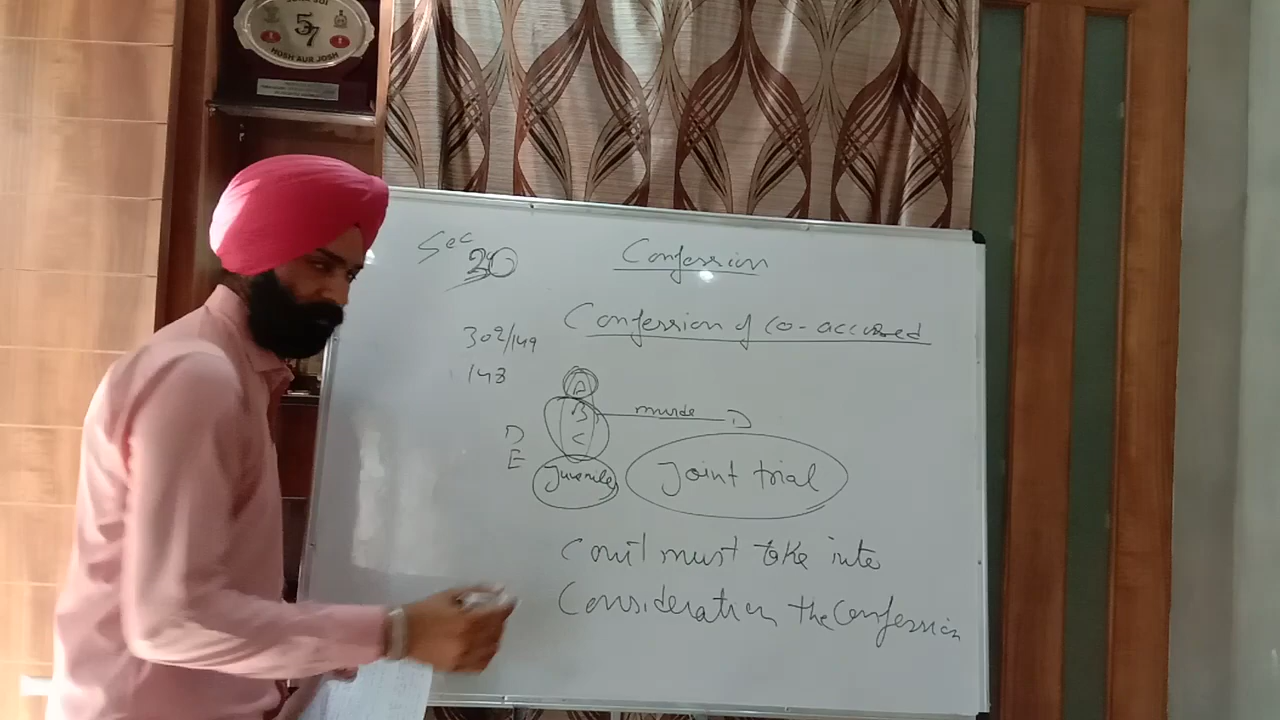 57
HOSH AUR JOSH
Sec
30
Confession
Confession of co-accused
302/149
148
A
B
C
murde D
D
E
Juvenile
Joint trial
Court must take into
Consideration the Confession